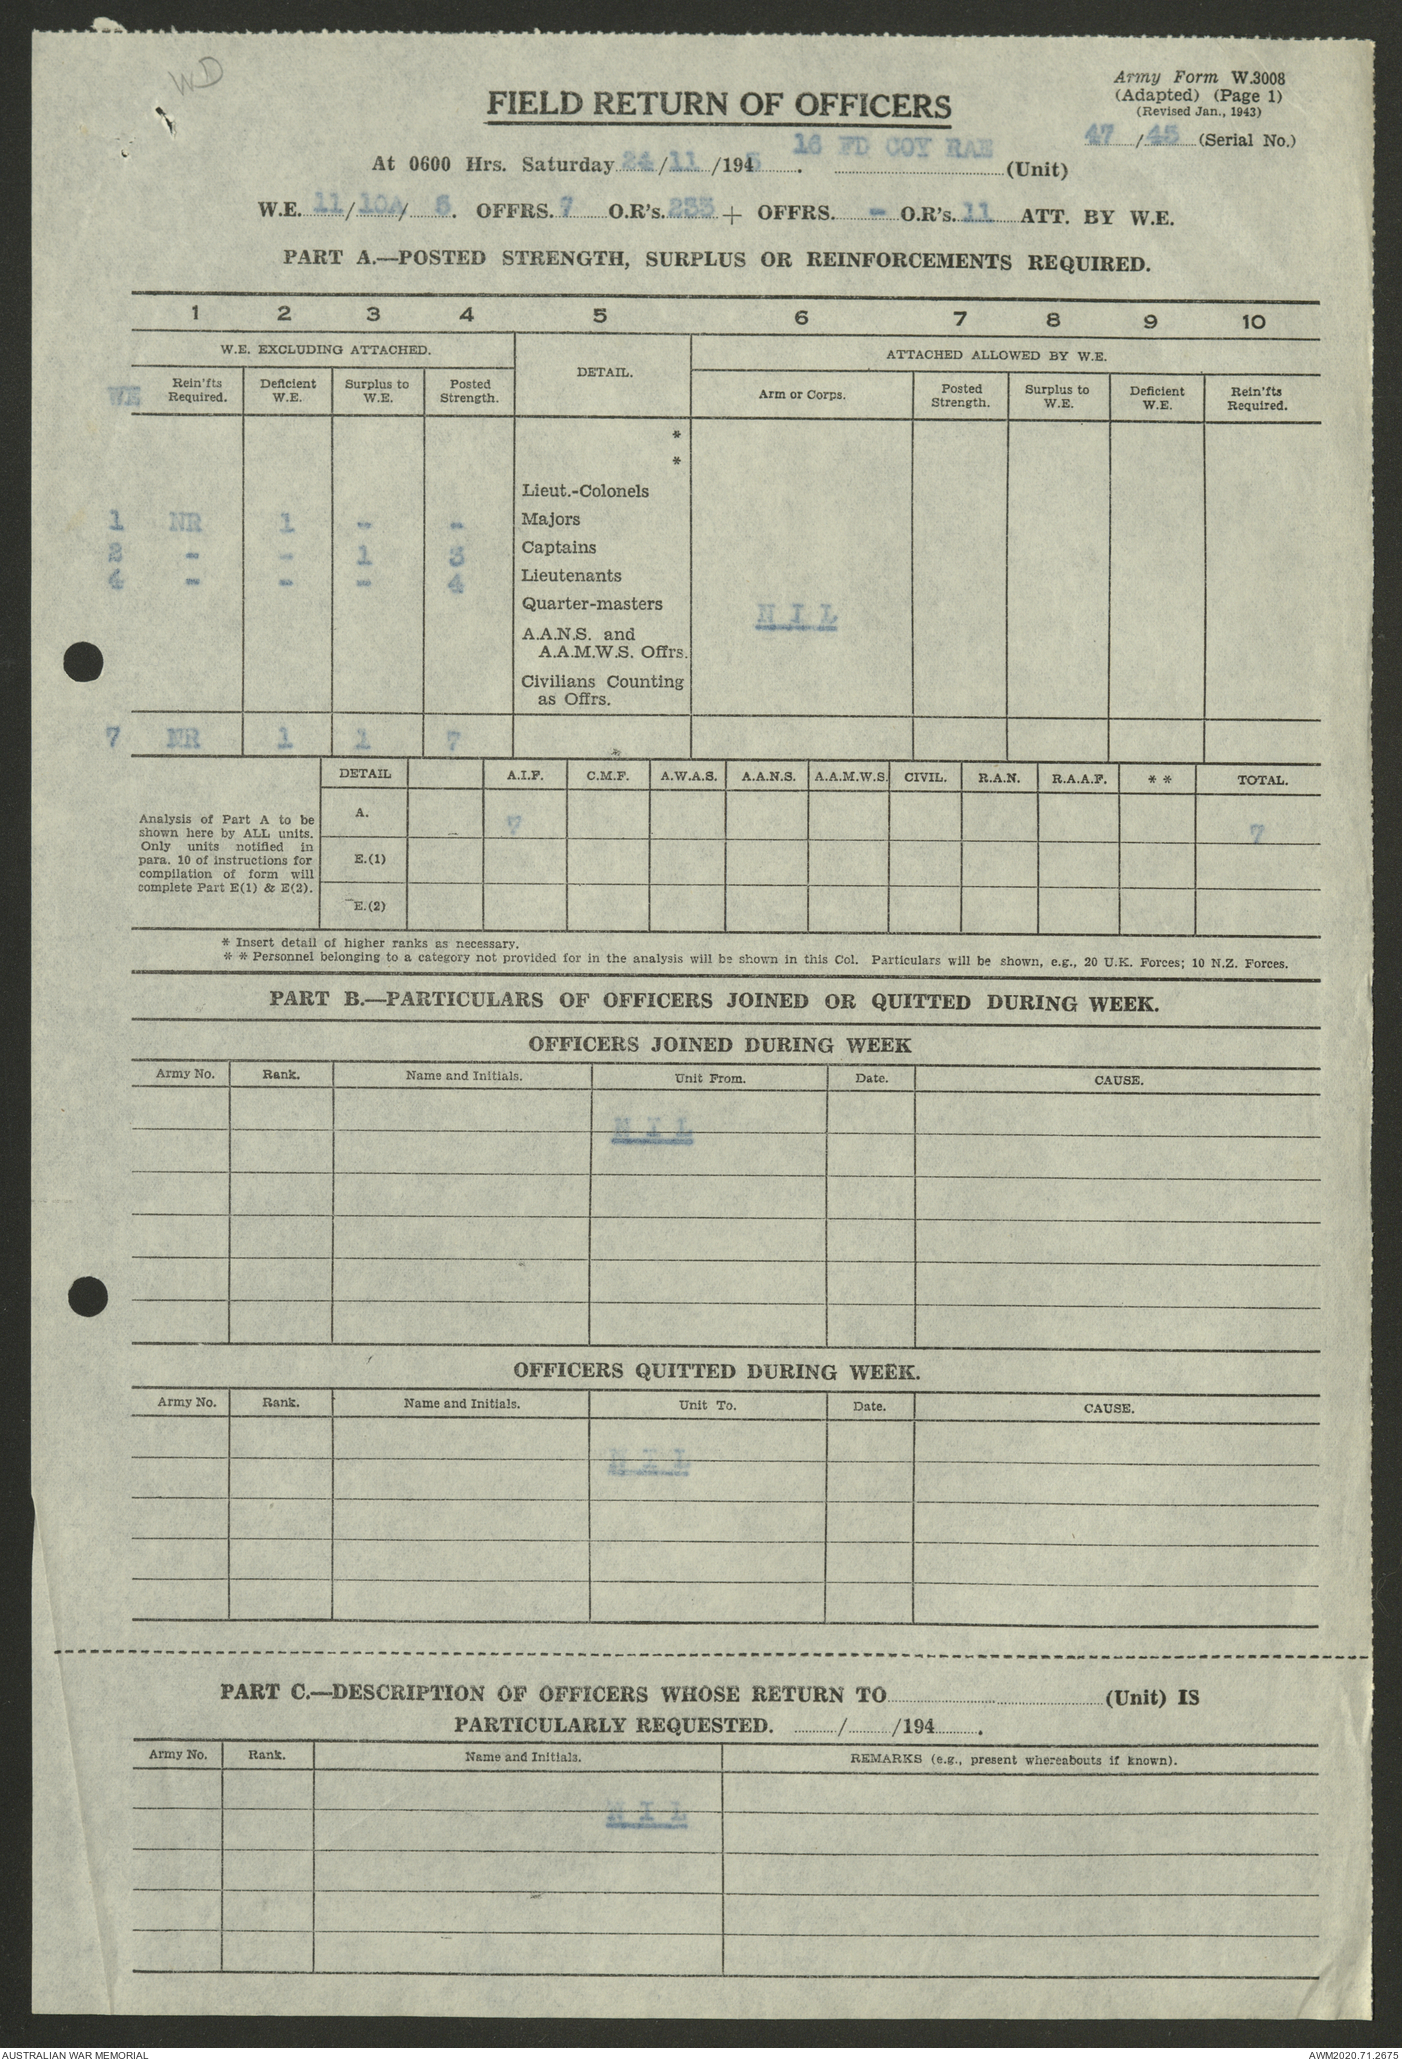 WD
Army Form W.3008
(Adapted) (Page 1)
(Revised Jan., 1943)
FIELD RETURN OF OFFICERS
47/45 (Serial No.)
At 0600 Hrs. Saturday 24/11/1945. 16 FD COY RAE (Unit)
W.E. 11/10A/ 5. OFFRS. 7 O.R's. 233 + OFFRS. - O.R's. 11 ATT. BY W.E.
PART A.—POSTED STRENGTH, SURPLUS OR REINFORCEMENTS REQUIRED.
1 2 3 4 5 6 7 8 9 10
W.E. EXCLUDING ATTACHED. DETAIL. ATTACHED ALLOWED BY W.E.
WE Rein'fts Required. Deficient W.E. Surplus to W.E. Posted Strength. Arm or Corps. Posted Strength. Surplus to W.E. Deficient W.E. Rein'fts Required.
*
*
Lieut.-Colonels
1 NR 1 - - Majors
2 - - 1 3 Captains
4 - - - 4 Lieutenants
Quarter-masters
NIL
A.A.N.S. and
A.A.M.W.S. Offrs.
Civilians Counting
as Offrs.
7 NR 1 1 7
DETAIL A.I.F. C.M.F. A.W.A.S. A.A.N.S. A.A.M.W.S. CIVIL. R.A.N. R.A.A.F. * * TOTAL.
Analysis of Part A to be
shown here by ALL units.
Only units notified in
para. 10 of instructions for
compilation of form will
complete Part E(1) & E(2).
A. 7 7
E.(1)
E.(2)
* Insert detail of higher ranks as necessary.
* * Personnel belonging to a category not provided for in the analysis will be shown in this Col. Particulars will be shown, e.g., 20 U.K. Forces; 10 N.Z. Forces.
PART B.—PARTICULARS OF OFFICERS JOINED OR QUITTED DURING WEEK.
OFFICERS JOINED DURING WEEK
Army No. Rank. Name and Initials. Unit From. Date. CAUSE.
NIL
OFFICERS QUITTED DURING WEEK.
Army No. Rank. Name and Initials. Unit To. Date. CAUSE.
NIL
PART C.—DESCRIPTION OF OFFICERS WHOSE RETURN TO (Unit) IS
PARTICULARLY REQUESTED. / /194 .
Army No. Rank. Name and Initials. REMARKS (e.g., present whereabouts if known).
NIL
AUSTRALIAN WAR MEMORIAL AWM2020.71.2675